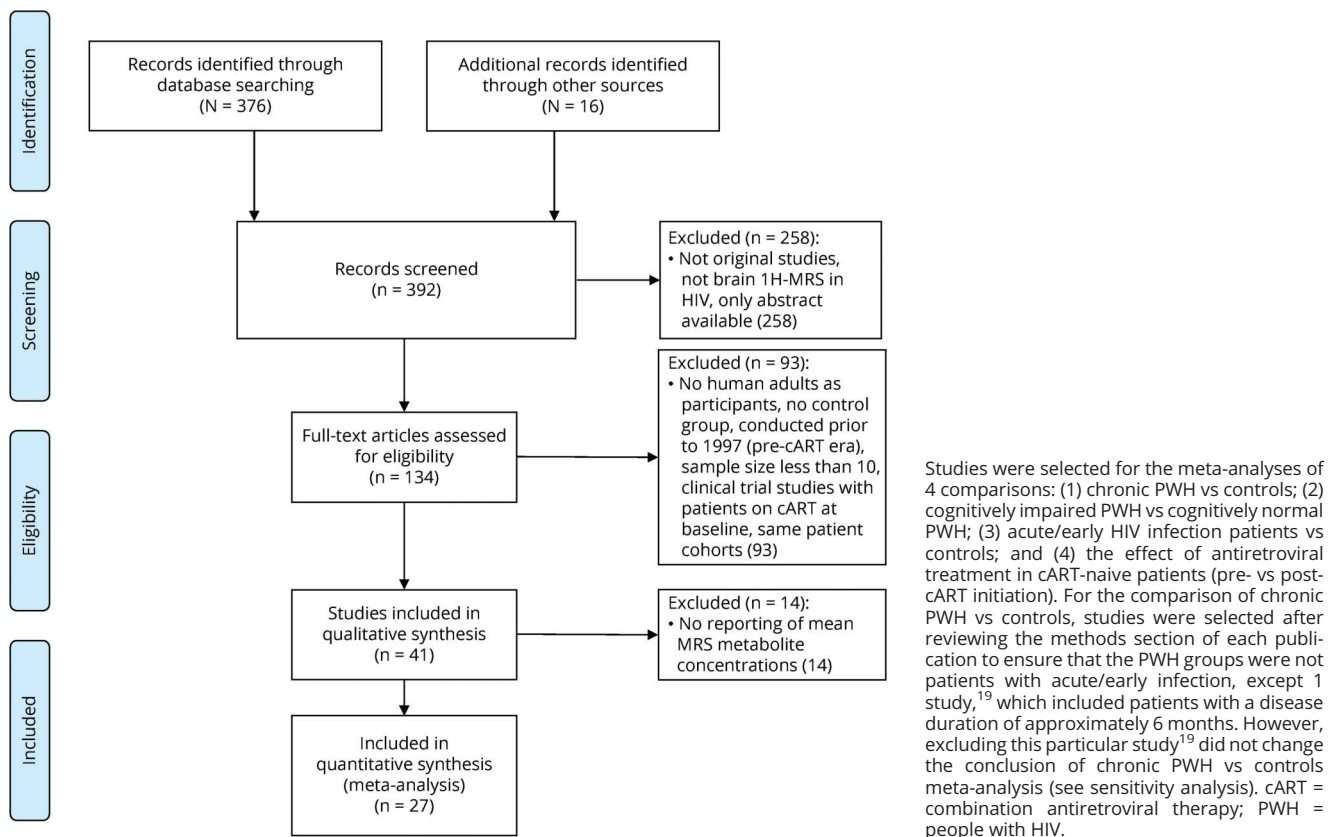 Identification
Records identified through
database searching
(N = 376)
Additional records identified
through other sources
(N = 16)
Screening
Records screened
(n = 392)
Excluded (n = 258):
• Not original studies,
not brain 1H-MRS in
HIV, only abstract
available (258)
Eligibility
Full-text articles assessed
for eligibility
(n = 134)
Excluded (n = 93):
• No human adults as
participants, no control
group, conducted prior
to 1997 (pre-cART era),
sample size less than 10,
clinical trial studies with
patients on cART at
baseline, same patient
cohorts (93)
Studies included in
qualitative synthesis
(n = 41)
Excluded (n = 14):
• No reporting of mean
MRS metabolite
concentrations (14)
Included
Included in
quantitative synthesis
(meta-analysis)
(n = 27)
Studies were selected for the meta-analyses of
4 comparisons: (1) chronic PWH vs controls; (2)
cognitively impaired PWH vs cognitively normal
PWH; (3) acute/early HIV infection patients vs
controls; and (4) the effect of antiretroviral
treatment in cART-naive patients (pre- vs post-
cART initiation). For the comparison of chronic
PWH vs controls, studies were selected after
reviewing the methods section of each publi-
cation to ensure that the PWH groups were not
patients with acute/early infection, except 1
study,19 which included patients with a disease
duration of approximately 6 months. However,
excluding this particular study19 did not change
the conclusion of chronic PWH vs controls
meta-analysis (see sensitivity analysis). cART =
combination antiretroviral therapy; PWH =
people with HIV.